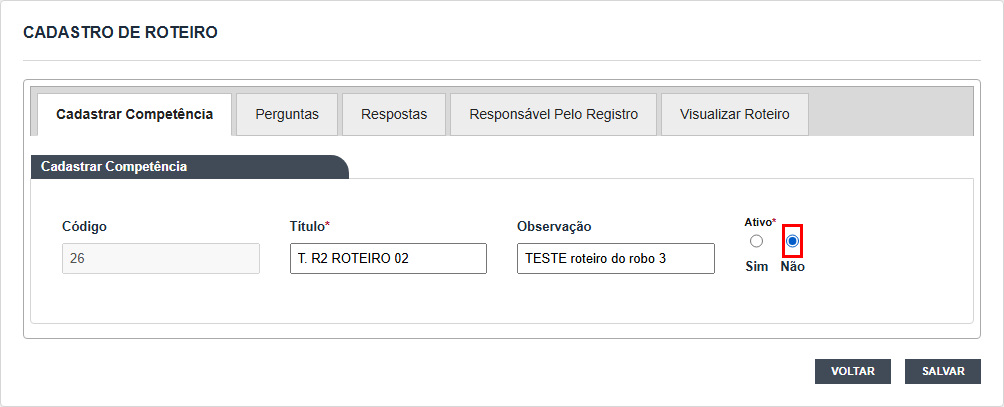 CADASTRO DE ROTEIRO
Cadastrar Competência Perguntas Respostas Responsável Pelo Registro Visualizar Roteiro
Cadastrar Competência
Código Título* Observação Ativo*
26 T. R2 ROTEIRO 02 TESTE roteiro do robo 3
Sim Não
VOLTAR SALVAR